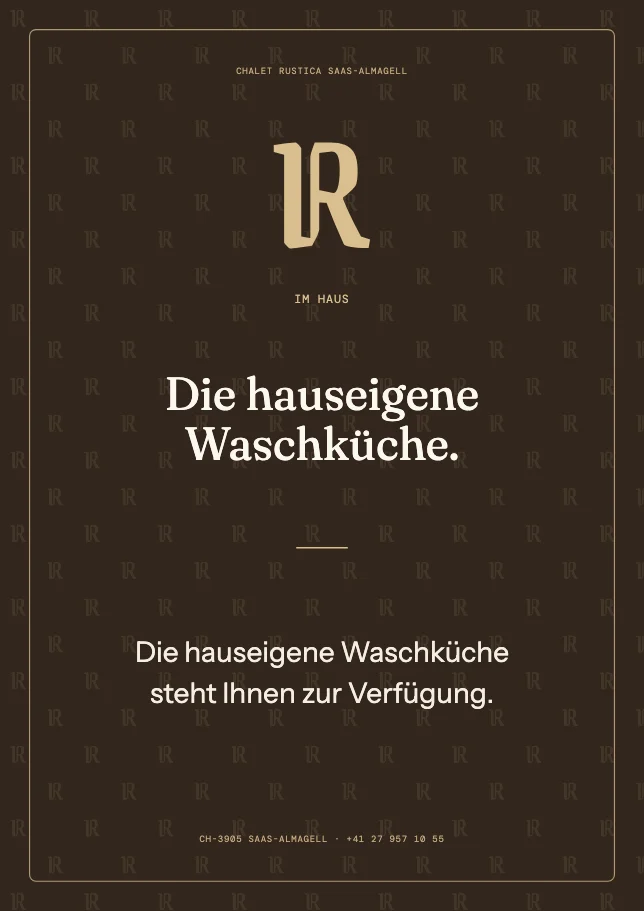 CHALET RUSTICA SAAS-ALMAGELL
R
IM HAUS
Die hauseigene
Waschküche.
Die hauseigene Waschküche
steht Ihnen zur Verfügung.
CH-3905 SAAS-ALMAGELL · +41 27 957 10 55